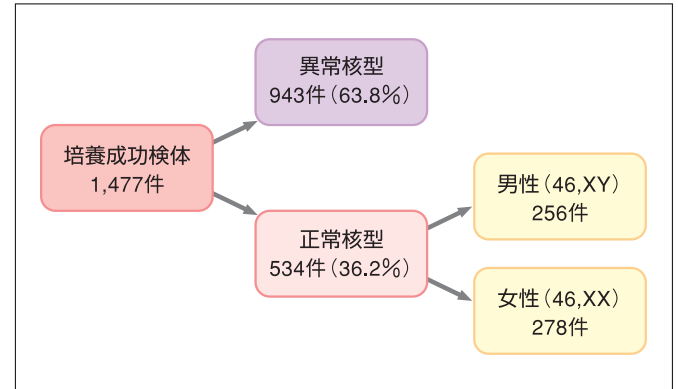 異常核型
943件（63.8％）
培養成功検体
1,477件
正常核型
534件（36.2％）
男性（46,XY）
256件
女性（46,XX）
278件